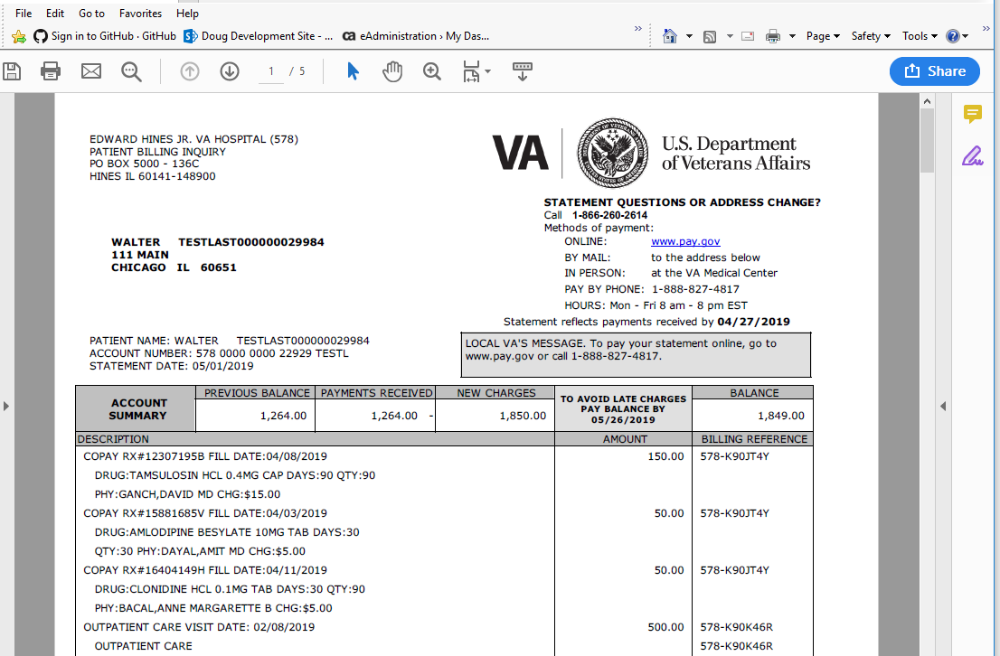 File Edit Go to Favorites Help
Sign in to GitHub · GitHub Doug Development Site - ... ca eAdministration › My Das... » Page Safety Tools »
1 / 5 Share
EDWARD HINES JR. VA HOSPITAL (578)
PATIENT BILLING INQUIRY
PO BOX 5000 - 136C
HINES IL 60141-148900
VA U.S. Department
of Veterans Affairs
STATEMENT QUESTIONS OR ADDRESS CHANGE?
Call 1-866-260-2614
Methods of payment:
ONLINE: www.pay.gov
BY MAIL: to the address below
IN PERSON: at the VA Medical Center
PAY BY PHONE: 1-888-827-4817
HOURS: Mon - Fri 8 am - 8 pm EST
Statement reflects payments received by 04/27/2019
WALTER TESTLAST000000029984
111 MAIN
CHICAGO IL 60651
PATIENT NAME: WALTER TESTLAST000000029984
ACCOUNT NUMBER: 578 0000 0000 22929 TESTL
STATEMENT DATE: 05/01/2019
LOCAL VA'S MESSAGE. To pay your statement online, go to
www.pay.gov or call 1-888-827-4817.
ACCOUNT
SUMMARY
PREVIOUS BALANCE PAYMENTS RECEIVED NEW CHARGES TO AVOID LATE CHARGES
PAY BALANCE BY
05/26/2019 BALANCE
1,264.00 1,264.00 - 1,850.00 1,849.00
DESCRIPTION AMOUNT BILLING REFERENCE
COPAY RX#12307195B FILL DATE:04/08/2019 150.00 578-K90JT4Y
DRUG:TAMSULOSIN HCL 0.4MG CAP DAYS:90 QTY:90
PHY:GANCH,DAVID MD CHG:$15.00
COPAY RX#15881685V FILL DATE:04/03/2019 50.00 578-K90JT4Y
DRUG:AMLODIPINE BESYLATE 10MG TAB DAYS:30
QTY:30 PHY:DAYAL,AMIT MD CHG:$5.00
COPAY RX#16404149H FILL DATE:04/11/2019 50.00 578-K90JT4Y
DRUG:CLONIDINE HCL 0.1MG TAB DAYS:30 QTY:90
PHY:BACAL,ANNE MARGARETTE B CHG:$5.00
OUTPATIENT CARE VISIT DATE: 02/08/2019 500.00 578-K90K46R
OUTPATIENT CARE 578-K90K46R